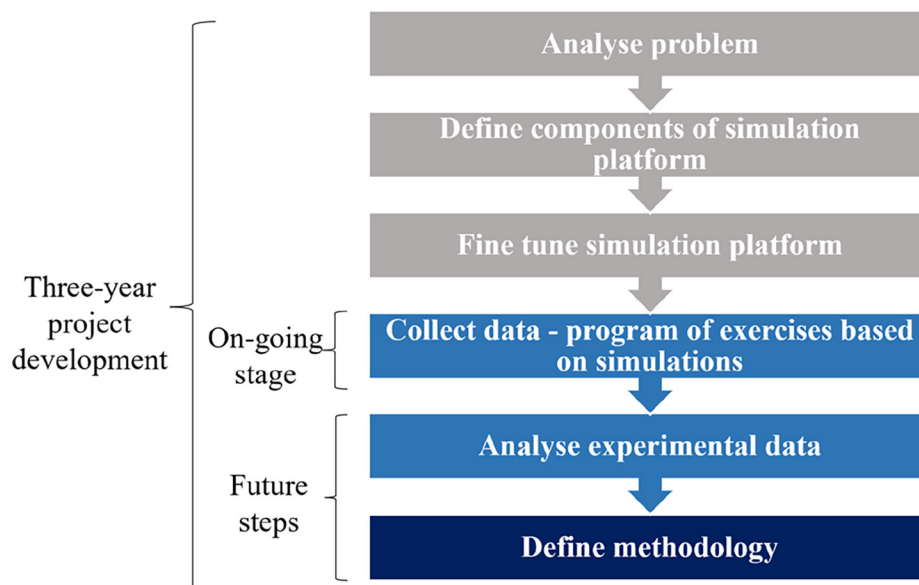 Analyse problem
Define components of simulation
platform
Fine tune simulation platform
Three-year
project
development
On-going
stage
Collect data - program of exercises based
on simulations
Analyse experimental data
Future
steps
Define methodology